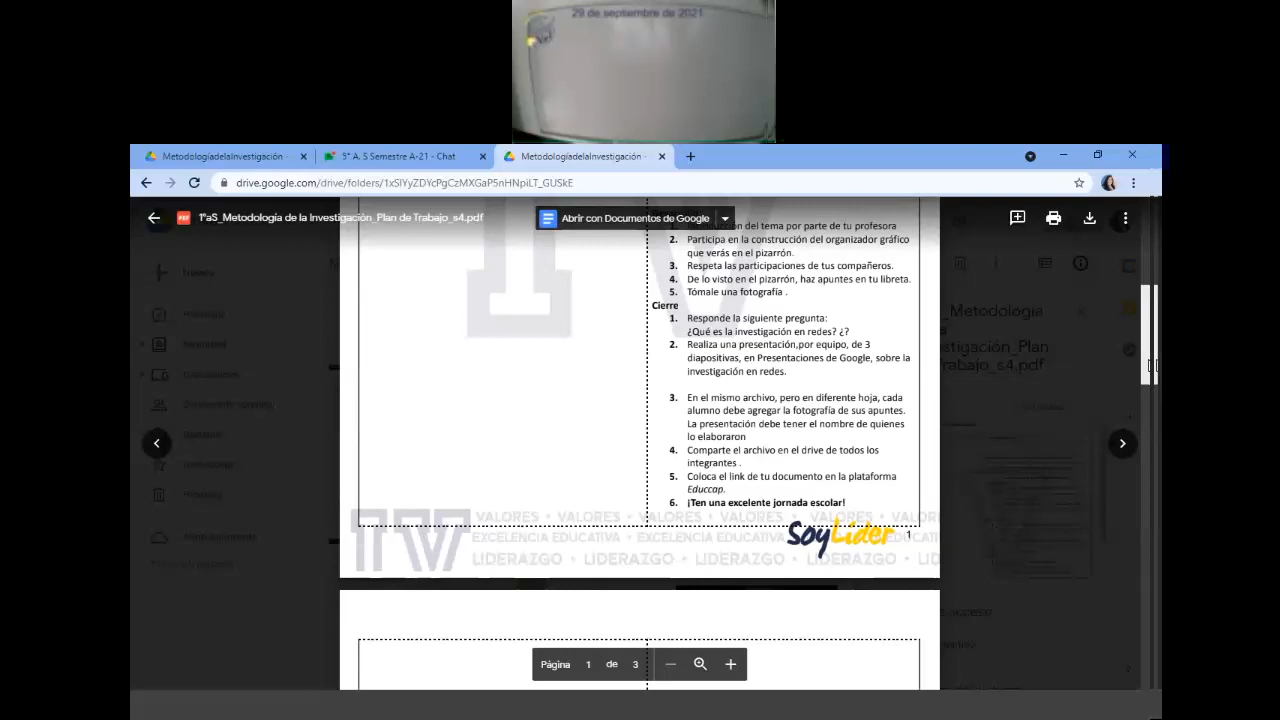 29 de septiembre de 2021
MetodologíadelaInvestigación -
5° A. S Semestre A-21 - Chat
MetodologíadelaInvestigación -
drive.google.com/drive/folders/1xSlYyZDYcPgCzMXGaP5nHNpiLT_GUSkE
PDF
1°aS_Metodología de la Investigación_Plan de Trabajo_s4.pdf
Abrir con Documentos de Google
del tema por parte de tu profesora
2. Participa en la construcción del organizador gráfico
que verás en el pizarrón.
3. Respeta las participaciones de tus compañeros.
4. De lo visto en el pizarrón, haz apuntes en tu libreta.
5. Tómale una fotografía .
Cierre
1. Responde la siguiente pregunta:
¿Qué es la investigación en redes? ¿?
2. Realiza una presentación,por equipo, de 3
diapositivas, en Presentaciones de Google, sobre la
investigación en redes.
3. En el mismo archivo, pero en diferente hoja, cada
alumno debe agregar la fotografía de sus apuntes.
La presentación debe tener el nombre de quienes
lo elaboraron
4. Comparte el archivo en el drive de todos los
integrantes .
5. Coloca el link de tu documento en la plataforma
Educcap.
6. ¡Ten una excelente jornada escolar!
VALORES • VALORES • VALORES • VALORES • VALORES • VALORES
EXCELENCIA EDUCATIVA • EXCELENCIA EDUCATIVA
LIDERAZGO • LIDERAZGO • LIDERAZGO • LIDERAZGO
SoyLíder
1
Página 1 de 3